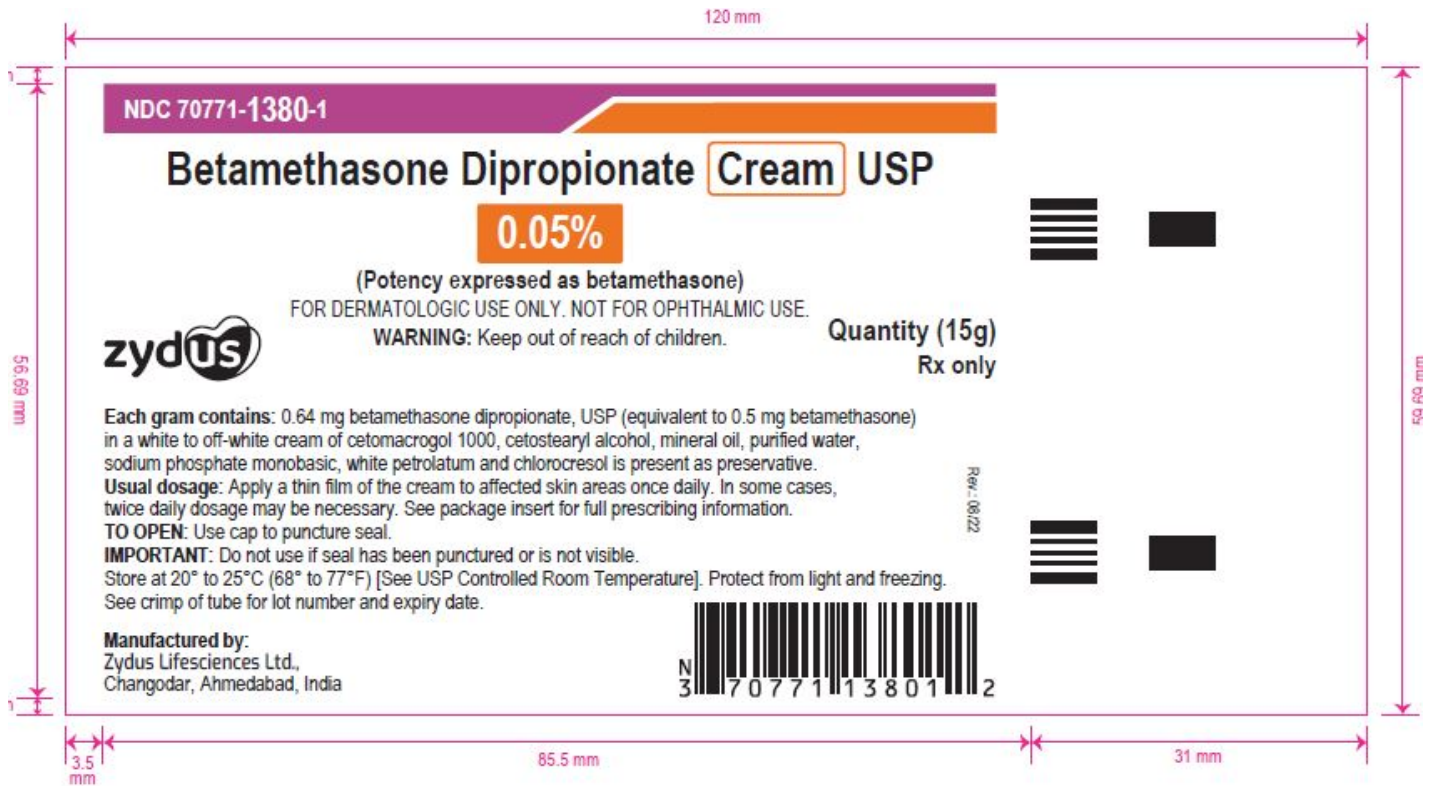 120 mm
NDC 70771-1380-1
Betamethasone Dipropionate Cream USP
0.05%
(Potency expressed as betamethasone)
FOR DERMATOLOGIC USE ONLY. NOT FOR OPHTHALMIC USE.
WARNING: Keep out of reach of children.
zydus
Quantity (15g)
Rx only
56.69 mm
Each gram contains: 0.64 mg betamethasone dipropionate, USP (equivalent to 0.5 mg betamethasone)
in a white to off-white cream of cetomacrogol 1000, cetostearyl alcohol, mineral oil, purified water,
sodium phosphate monobasic, white petrolatum and chlorocresol is present as preservative.
Usual dosage: Apply a thin film of the cream to affected skin areas once daily. In some cases,
twice daily dosage may be necessary. See package insert for full prescribing information.
TO OPEN: Use cap to puncture seal.
IMPORTANT: Do not use if seal has been punctured or is not visible.
Store at 20° to 25°C (68° to 77°F) [See USP Controlled Room Temperature]. Protect from light and freezing.
See crimp of tube for lot number and expiry date.
Rev.: 06/22
Manufactured by:
Zydus Lifesciences Ltd.,
Changodar, Ahmedabad, India
N
3 70771 13801 2
3.5
mm
85.5 mm
31 mm